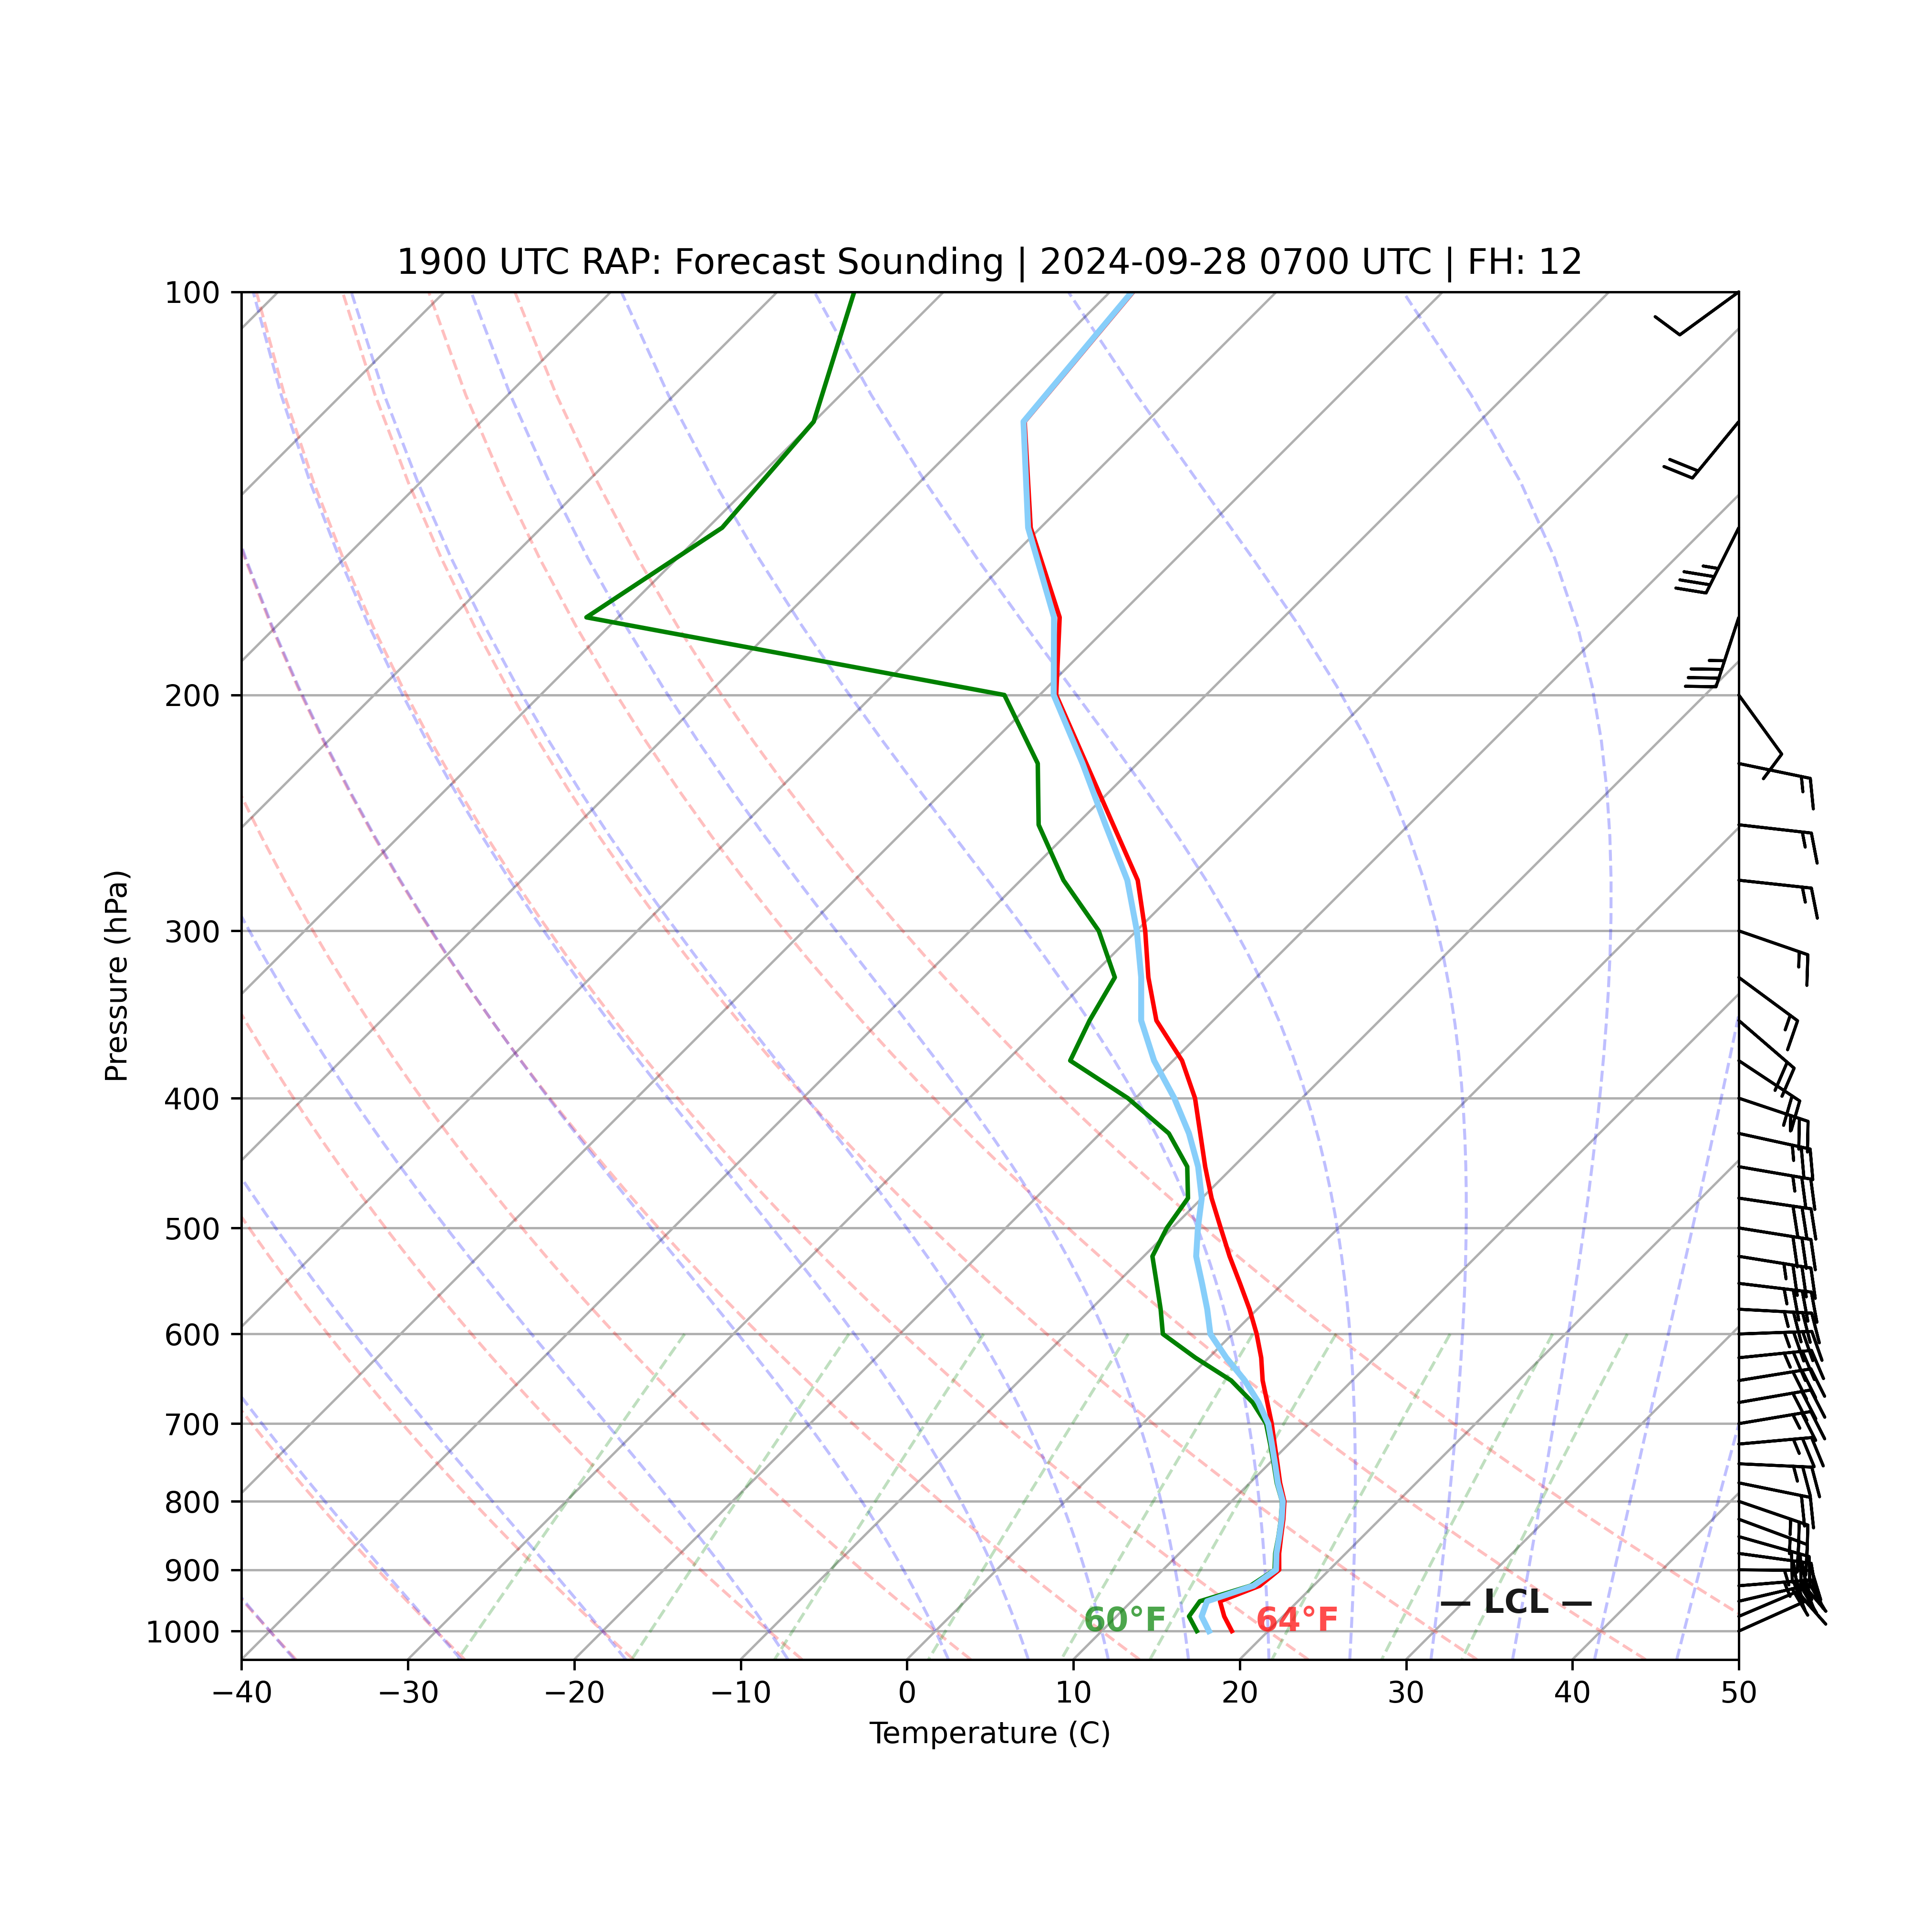 1900 UTC RAP: Forecast Sounding | 2024-09-28 0700 UTC | FH: 12
100
200
300
400
500
600
700
800
900
1000
Pressure (hPa)
60°F
64°F
— LCL —
−40 −30 −20 −10 0 10 20 30 40 50
Temperature (C)